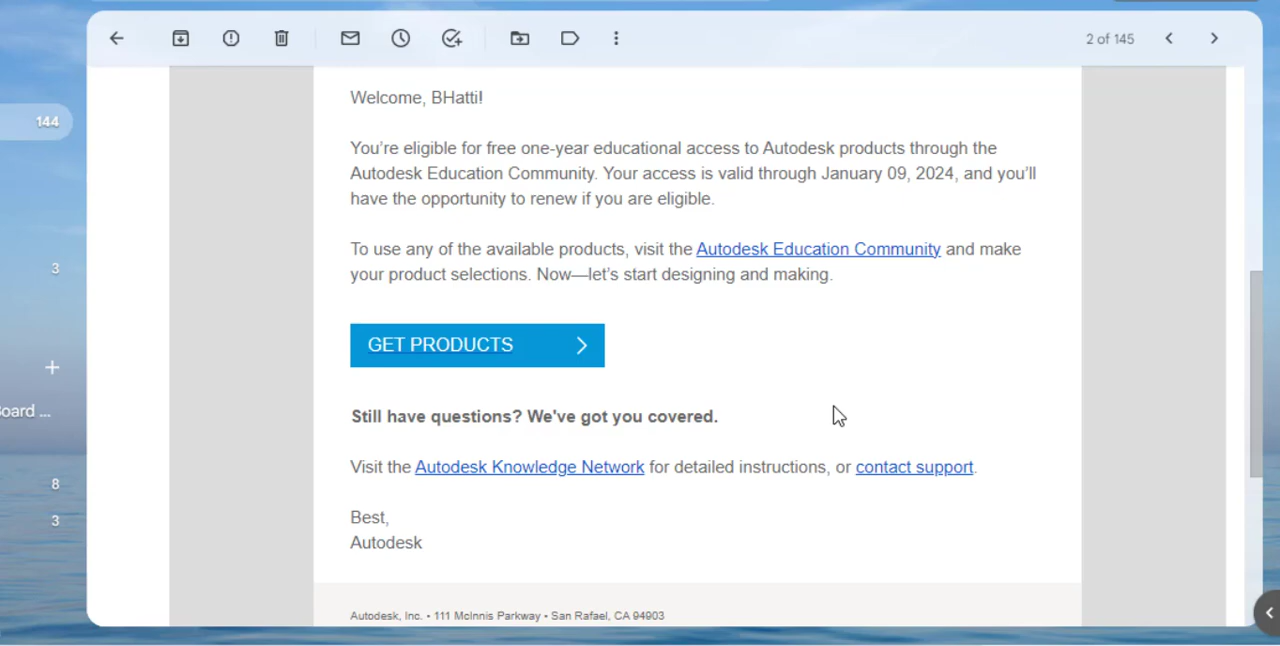 2 of 145
144
3
oard ...
8
3
Welcome, BHatti!
You’re eligible for free one-year educational access to Autodesk products through the
Autodesk Education Community. Your access is valid through January 09, 2024, and you’ll
have the opportunity to renew if you are eligible.
To use any of the available products, visit the Autodesk Education Community and make
your product selections. Now—let’s start designing and making.
GET PRODUCTS
Still have questions? We've got you covered.
Visit the Autodesk Knowledge Network for detailed instructions, or contact support.
Best,
Autodesk
Autodesk, Inc. • 111 McInnis Parkway • San Rafael, CA 94903